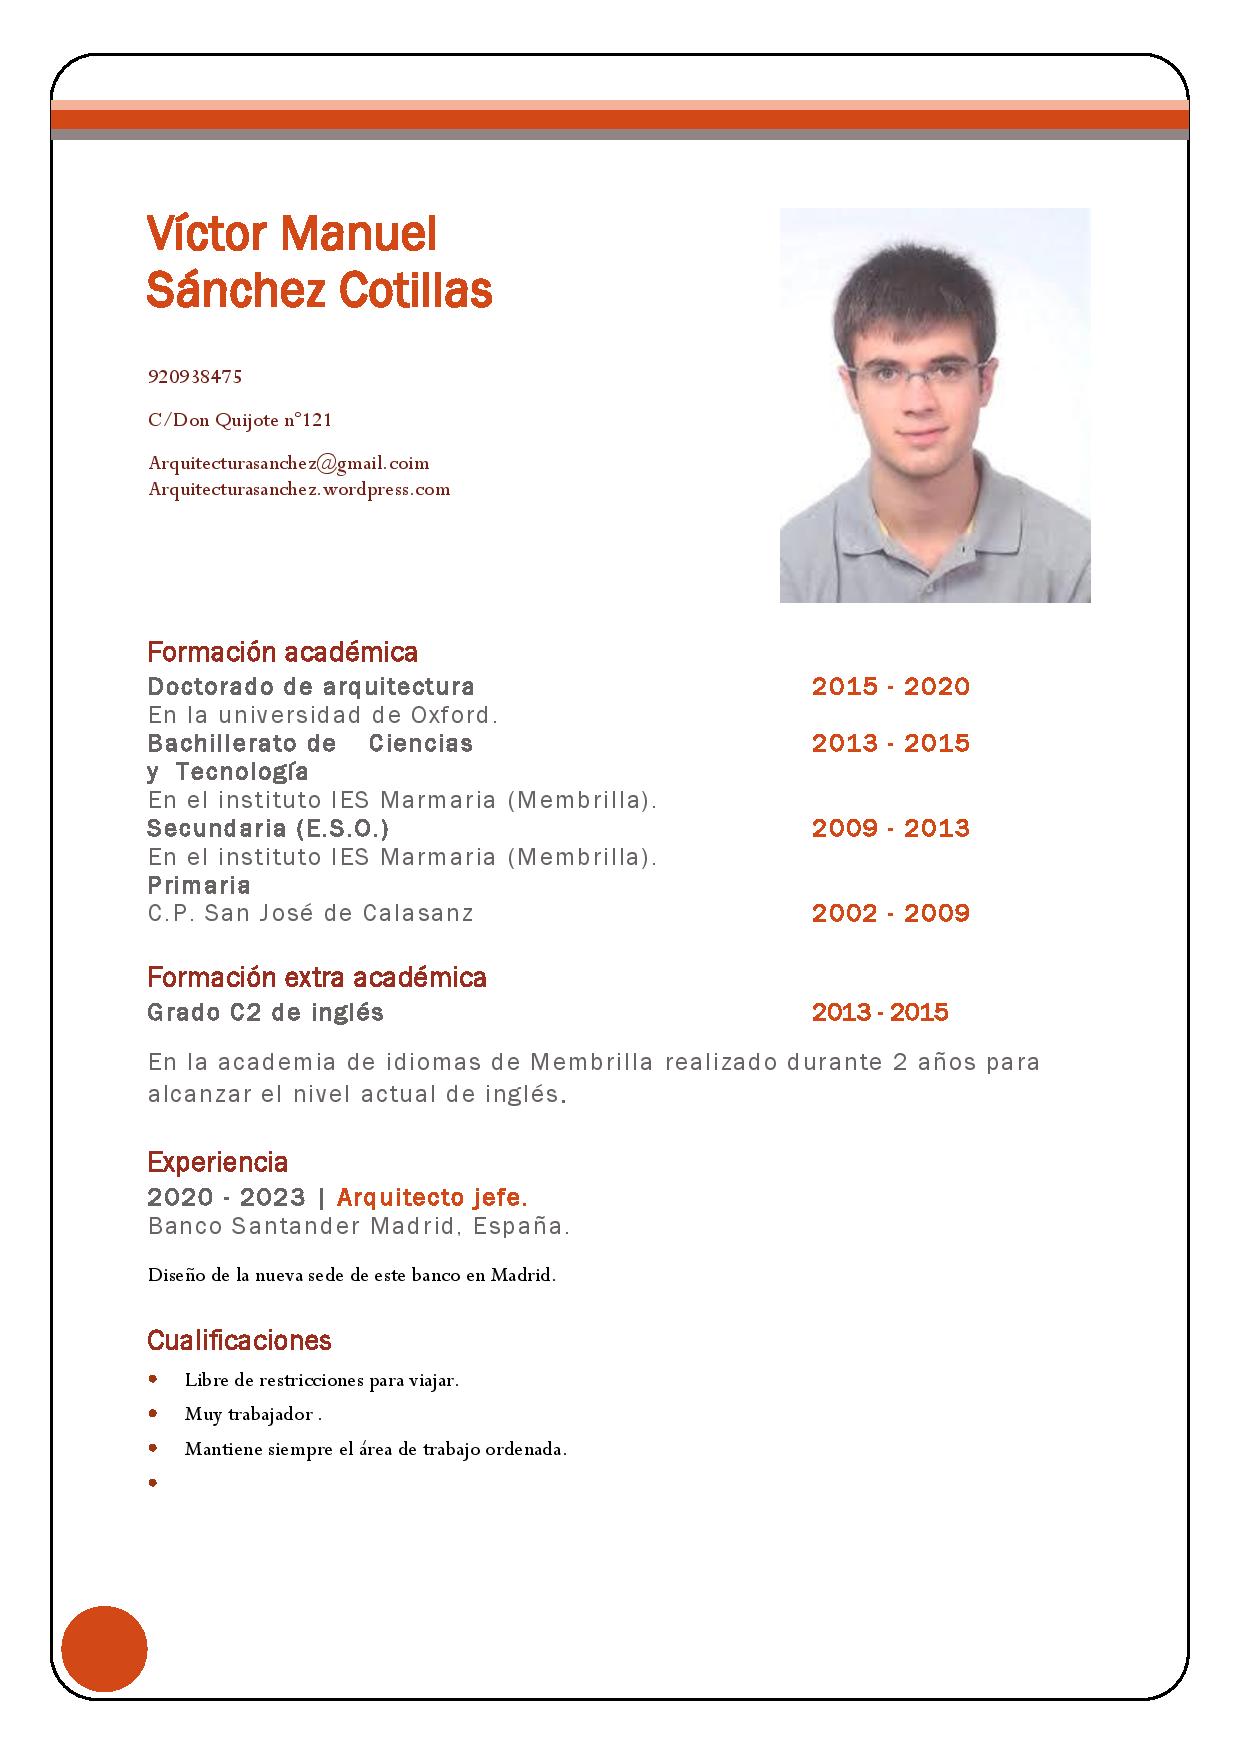 Víctor Manuel
Sánchez Cotillas
920938475
C/Don Quijote nº121
Arquitecturasanchez@gmail.coim
Arquitecturasanchez.wordpress.com
Formación académica
Doctorado de arquitectura 2015 - 2020
En la universidad de Oxford.
Bachillerato de Ciencias 2013 - 2015
y Tecnología
En el instituto IES Marmaria (Membrilla).
Secundaria (E.S.O.) 2009 - 2013
En el instituto IES Marmaria (Membrilla).
Primaria
C.P. San José de Calasanz 2002 - 2009
Formación extra académica
Grado C2 de inglés 2013 - 2015
En la academia de idiomas de Membrilla realizado durante 2 años para
alcanzar el nivel actual de inglés.
Experiencia
2020 - 2023 | Arquitecto jefe.
Banco Santander Madrid, España.
Diseño de la nueva sede de este banco en Madrid.
Cualificaciones
• Libre de restricciones para viajar.
• Muy trabajador .
• Mantiene siempre el área de trabajo ordenada.
•